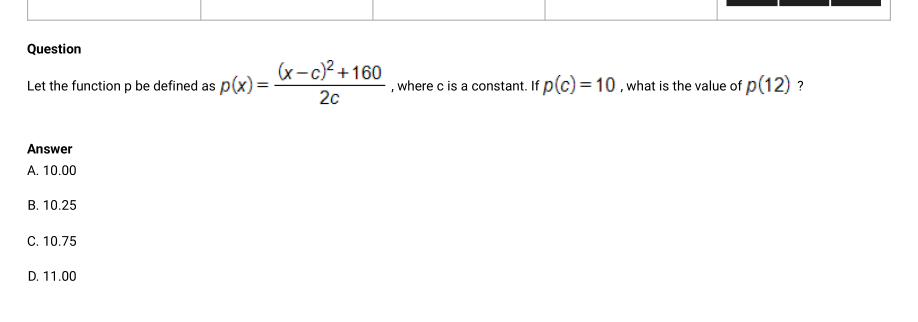 Question
Let the function p be defined as p(x) = ((x − c)² + 160) / 2c , where c is a constant. If p(c) = 10 , what is the value of p(12) ?
Answer
A. 10.00
B. 10.25
C. 10.75
D. 11.00